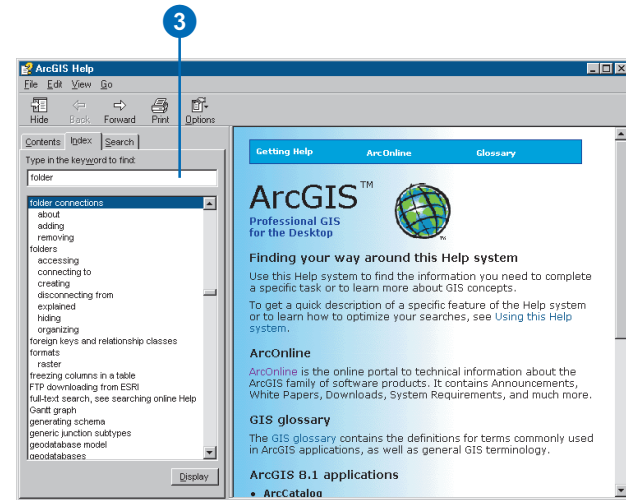 3
ArcGIS Help
File Edit View Go
Hide Back Forward Print Options
Contents Index Search
Type in the keyword to find:
folder
folder connections
about
adding
removing
folders
accessing
connecting to
creating
disconnecting from
explained
hiding
organizing
foreign keys and relationship classes
formats
raster
freezing columns in a table
FTP downloading from ESRI
full-text search, see searching online Help
Gantt graph
generating schema
generic junction subtypes
geodatabase model
geodatabases
Display
Getting Help ArcOnline Glossary
ArcGIS™
Professional GIS
for the Desktop
TM
Finding your way around this Help system
Use this Help system to find the information you need to complete
a specific task or to learn more about GIS concepts.
To get a quick description of a specific feature of the Help system
or to learn how to optimize your searches, see Using this Help
system.
ArcOnline
ArcOnline is the online portal to technical information about the
ArcGIS family of software products. It contains Announcements,
White Papers, Downloads, System Requirements, and much more.
GIS glossary
The GIS glossary contains the definitions for terms commonly used
in ArcGIS applications, as well as general GIS terminology.
ArcGIS 8.1 applications
• ArcCatalog